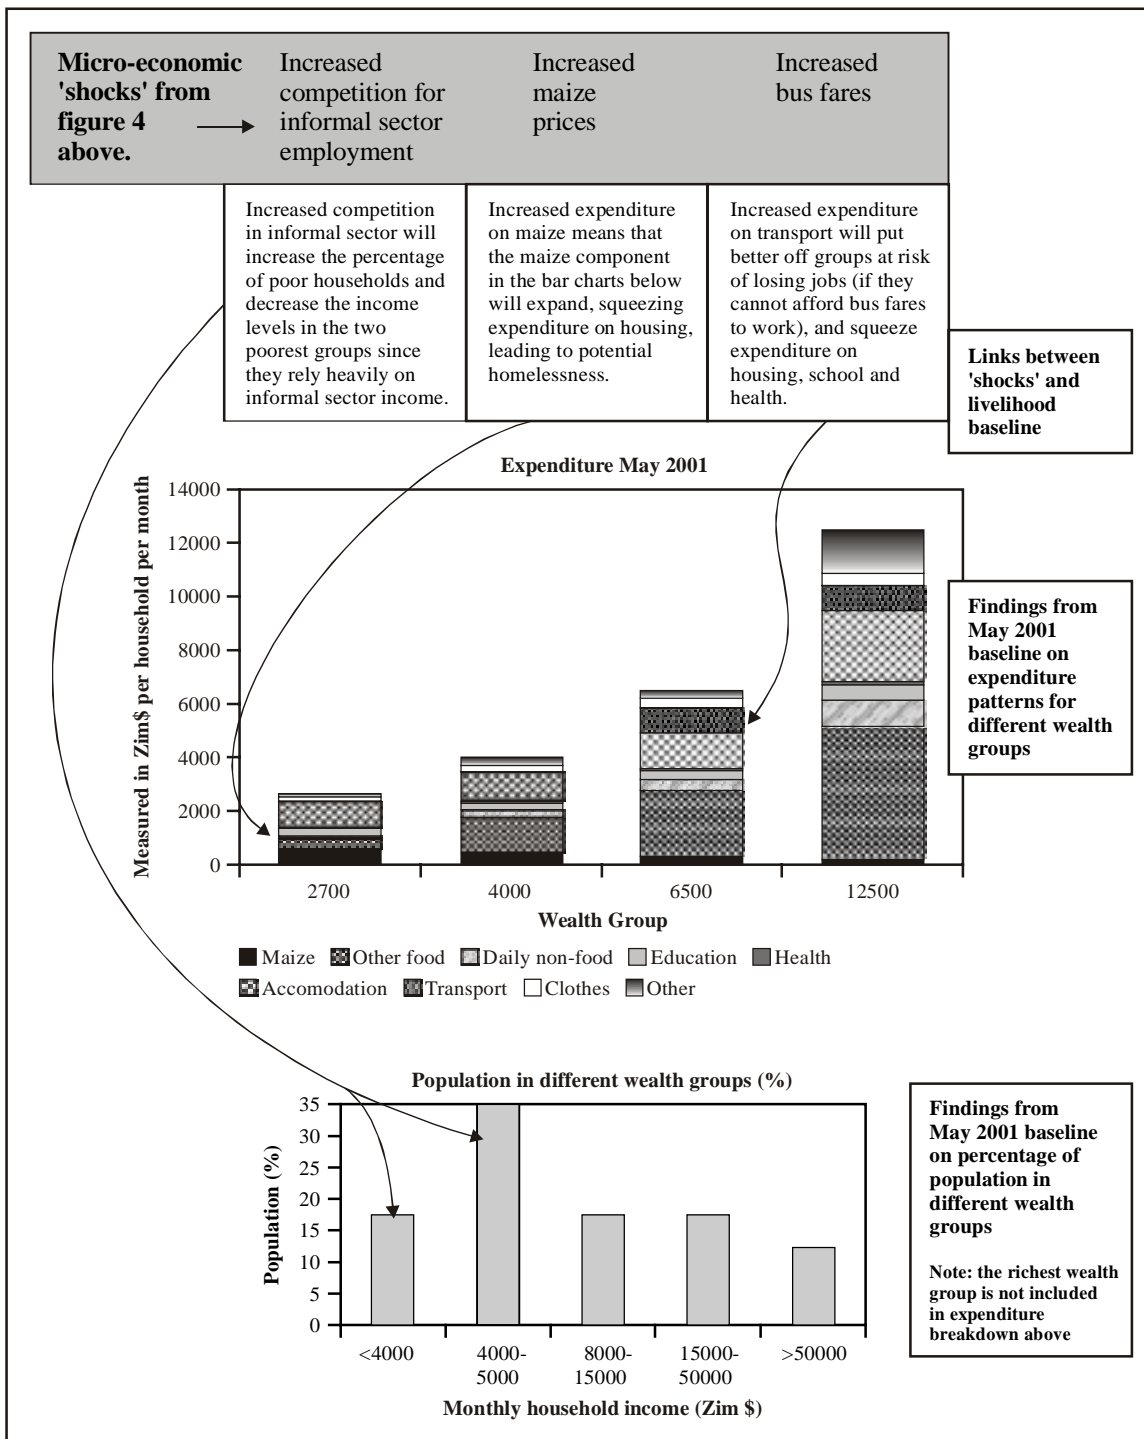 Micro-economic
'shocks' from
figure 4
above.
Increased
competition for
informal sector
employment
Increased
maize
prices
Increased
bus fares
Increased competition
in informal sector will
increase the percentage
of poor households and
decrease the income
levels in the two
poorest groups since
they rely heavily on
informal sector income.
Increased expenditure
on maize means that
the maize component
in the bar charts below
will expand, squeezing
expenditure on housing,
leading to potential
homelessness.
Increased expenditure
on transport will put
better off groups at risk
of losing jobs (if they
cannot afford bus fares
to work), and squeeze
expenditure on
housing, school and
health.
Links between
'shocks' and
livelihood
baseline
Expenditure May 2001
Measured in Zim$ per household per month
14000
12000
10000
8000
6000
4000
2000
0
2700 4000 6500 12500
Wealth Group
Maize Other food Daily non-food Education Health
Accomodation Transport Clothes Other
Findings from
May 2001
baseline on
expenditure
patterns for
different wealth
groups
Population in different wealth groups (%)
Population (%)
35
30
25
20
15
10
5
0
<4000 4000- 8000- 15000- >50000
5000 15000 50000
Monthly household income (Zim $)
Findings from
May 2001 baseline
on percentage of
population in
different wealth
groups
Note: the richest wealth
group is not included
in expenditure
breakdown above